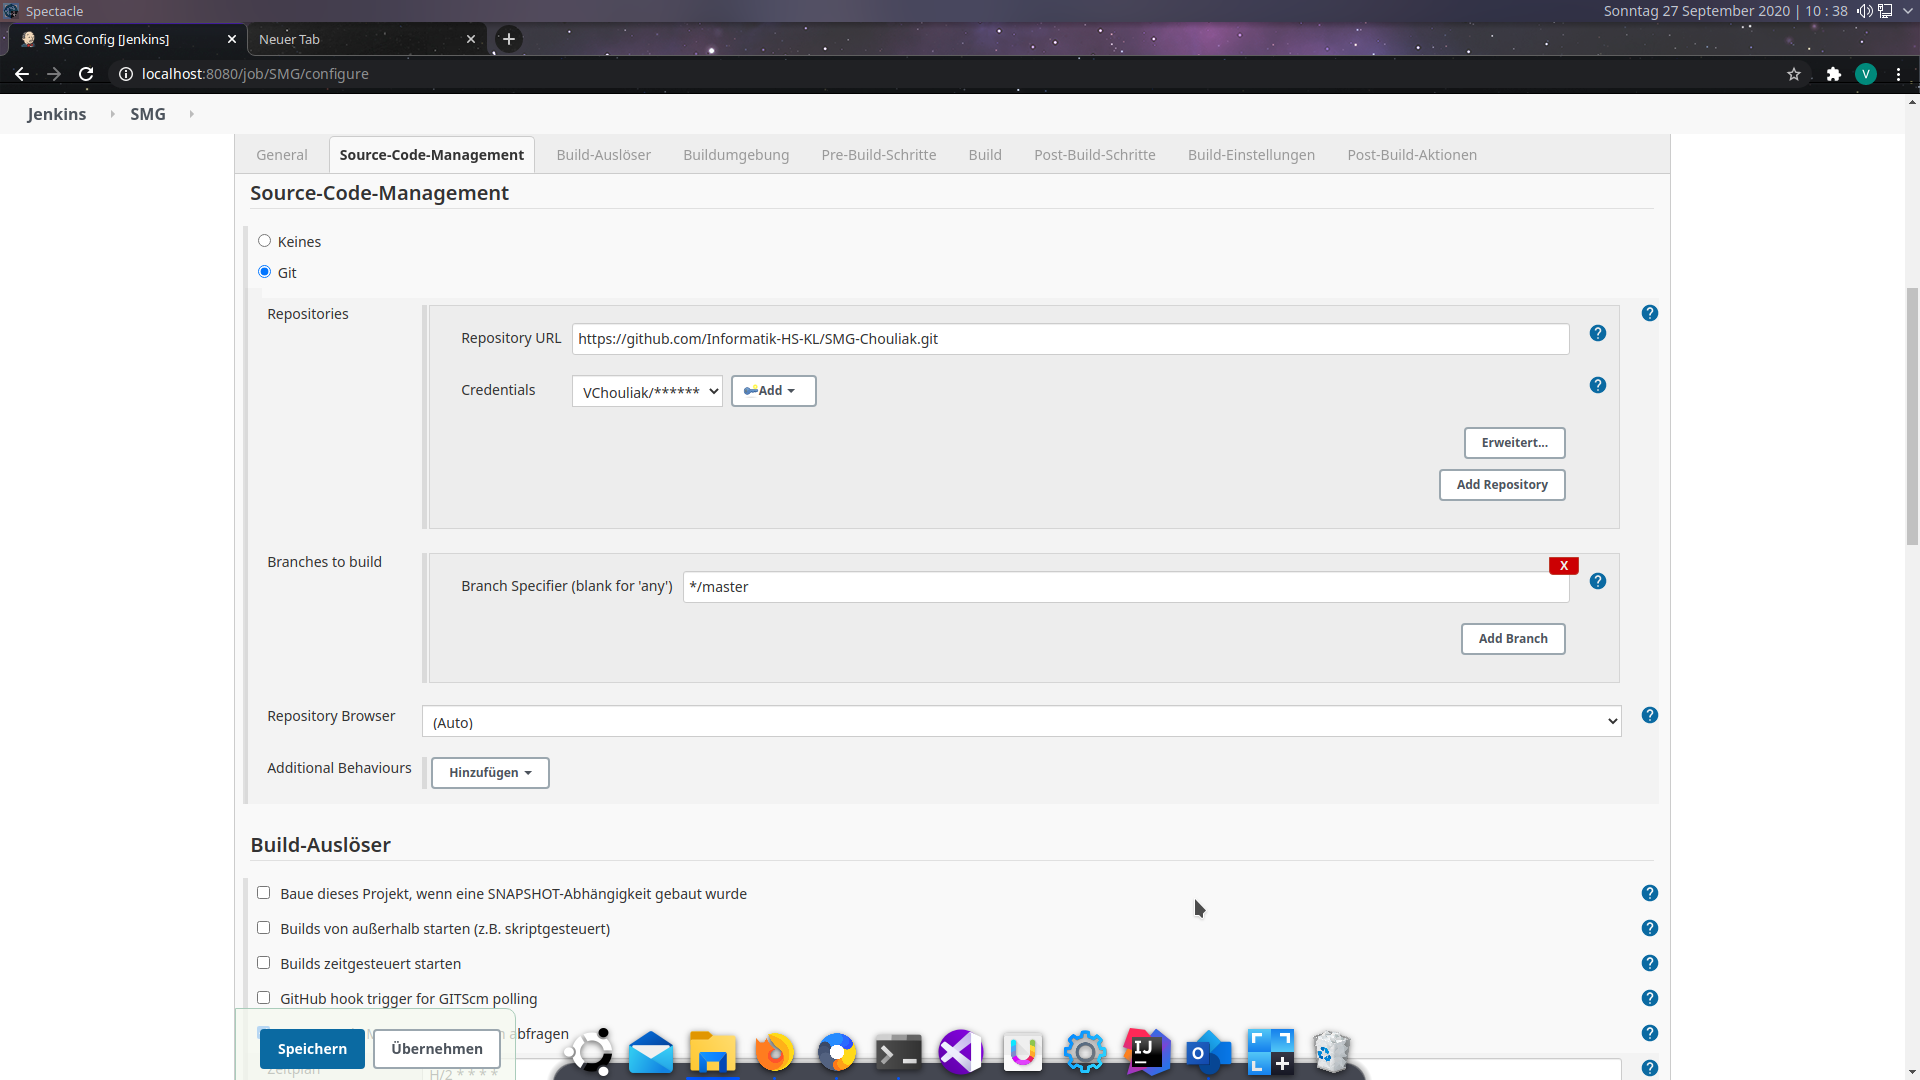 Spectacle
Sonntag 27 September 2020 | 10 : 38
SMG Config [Jenkins]
Neuer Tab
localhost:8080/job/SMG/configure
V
Jenkins
SMG
General
Source-Code-Management
Build-Auslöser
Buildumgebung
Pre-Build-Schritte
Build
Post-Build-Schritte
Build-Einstellungen
Post-Build-Aktionen
Source-Code-Management
Keines
Git
Repositories
Repository URL
https://github.com/Informatik-HS-KL/SMG-Chouliak.git
Credentials
VChouliak/******
Add
Erweitert...
Add Repository
Branches to build
X
Branch Specifier (blank for 'any')
*/master
Add Branch
Repository Browser
(Auto)
Additional Behaviours
Hinzufügen
Build-Auslöser
Baue dieses Projekt, wenn eine SNAPSHOT-Abhängigkeit gebaut wurde
Builds von außerhalb starten (z.B. skriptgesteuert)
Builds zeitgesteuert starten
GitHub hook trigger for GITScm polling
abfragen
Speichern
Übernehmen
Zeitplan
H/2 * * * *